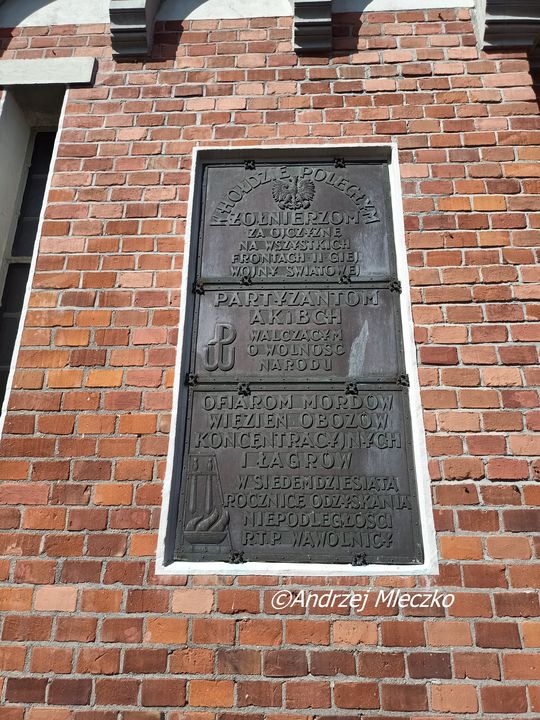 W HOŁDZIE POLEGŁYM
ŻOŁNIERZOM
ZA OJCZYZNĘ
NA WSZYSTKICH
FRONTACH II GIEJ
WOJNY ŚWIATOWEJ
PARTYZANTOM
AK i BCH
WALCZĄCYM
O WOLNOŚĆ
NARODU
OFIAROM MORDÓW
WIĘZIEŃ OBOZÓW
KONCENTRACYJNYCH
I ŁAGRÓW
W SIEDEMDZIESIĄTĄ
ROCZNICĘ ODZYSKANIA
NIEPODLEGŁOŚCI
R.T.P. WĄWOLNICY
©Andrzej Mleczko